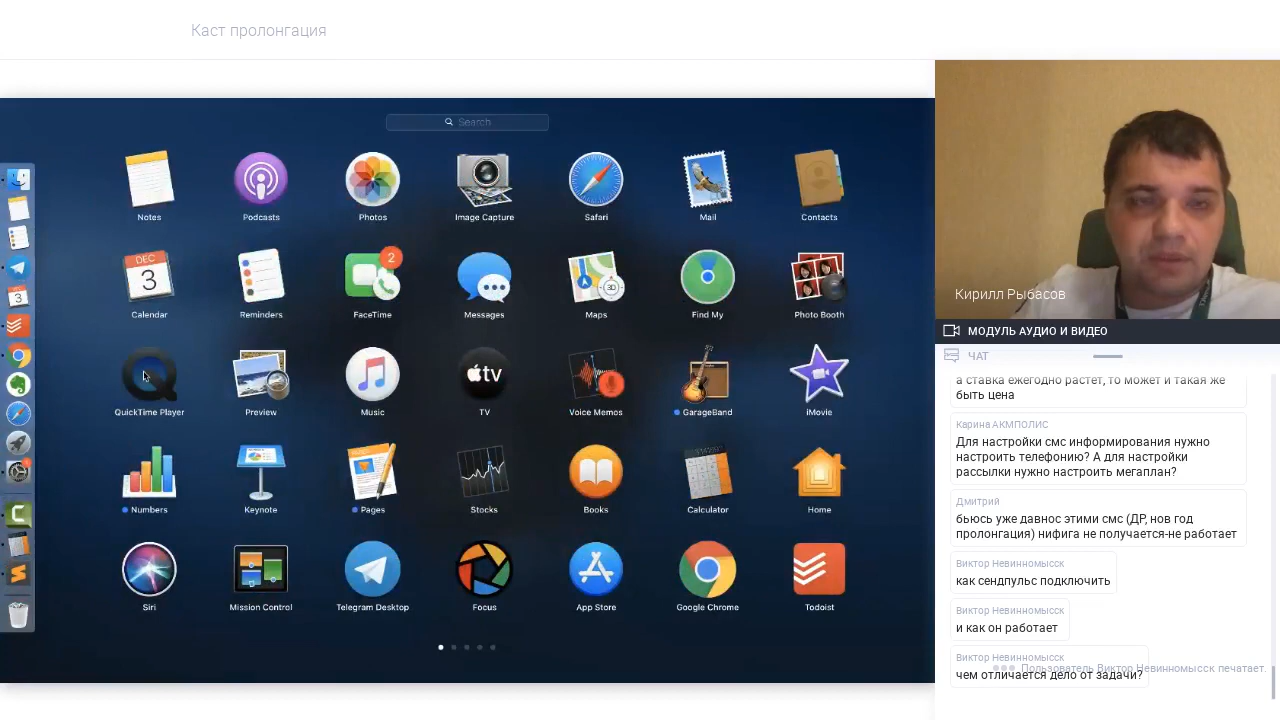 Каст пролонгация
Search
Notes
Podcasts
Photos
Image Capture
Safari
Mail
Contacts
DEC
3
2
3D
Calendar
Reminders
FaceTime
Messages
Maps
Find My
Photo Booth
tv
QuickTime Player
Preview
Music
TV
Voice Memos
GarageBand
iMovie
Numbers
Keynote
Pages
Stocks
Books
Calculator
Home
Siri
Mission Control
Telegram Desktop
Focus
App Store
Google Chrome
Todoist
3
Кирилл Рыбасов
МОДУЛЬ АУДИО И ВИДЕО
ЧАТ
а ставка ежегодно растет, то может и такая же
быть цена
Карина АКМПОЛИС
Для настройки смс информирования нужно
настроить телефонию? А для настройки
рассылки нужно настроить мегаплан?
Дмитрий
бьюсь уже давнос этими смс (ДР, нов год
пролонгация) нифига не получается-не работает
Виктор Невинномысск
как сендпульс подключить
Виктор Невинномысск
и как он работает
Виктор Невинномысск
чем отличается дело от задачи?
Пользователь Виктор Невинномысск печатает.